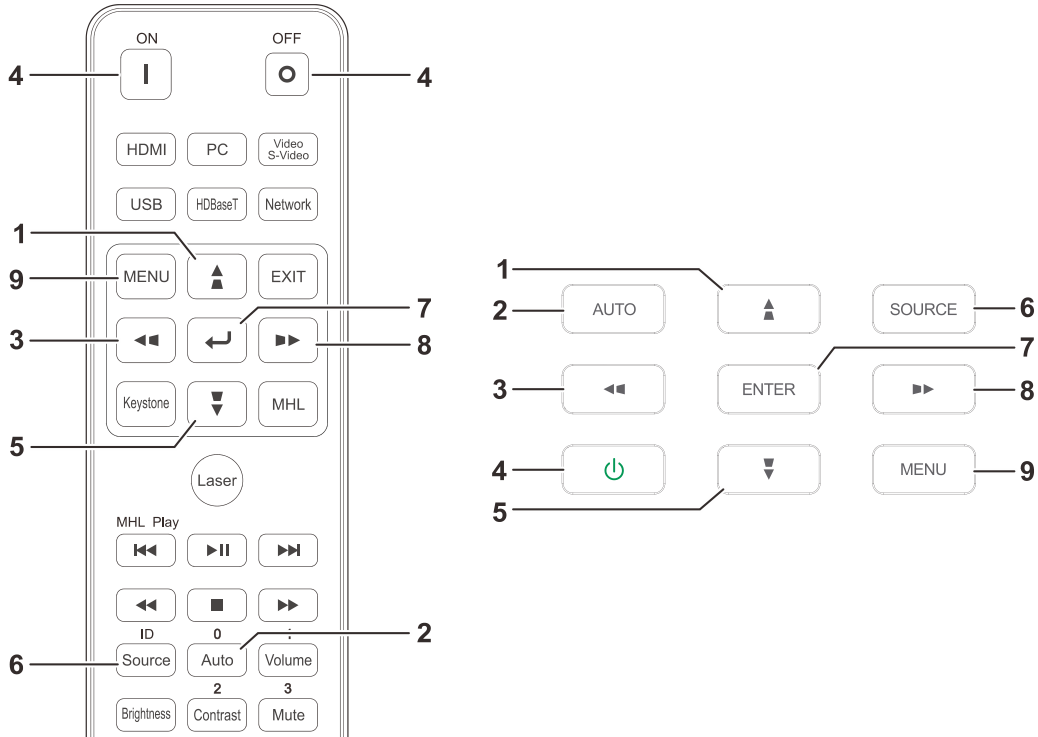 ON OFF
4 4
HDMI PC Video
S-Video
USB HDBaseT Network
1
9 MENU EXIT
7
3 8
Keystone MHL
5
Laser
MHL Play
ID 0
2
6 Source Auto Volume
2 3
Brightness Contrast Mute
1
2 AUTO SOURCE 6
7
3 ENTER 8
4 MENU 9
5